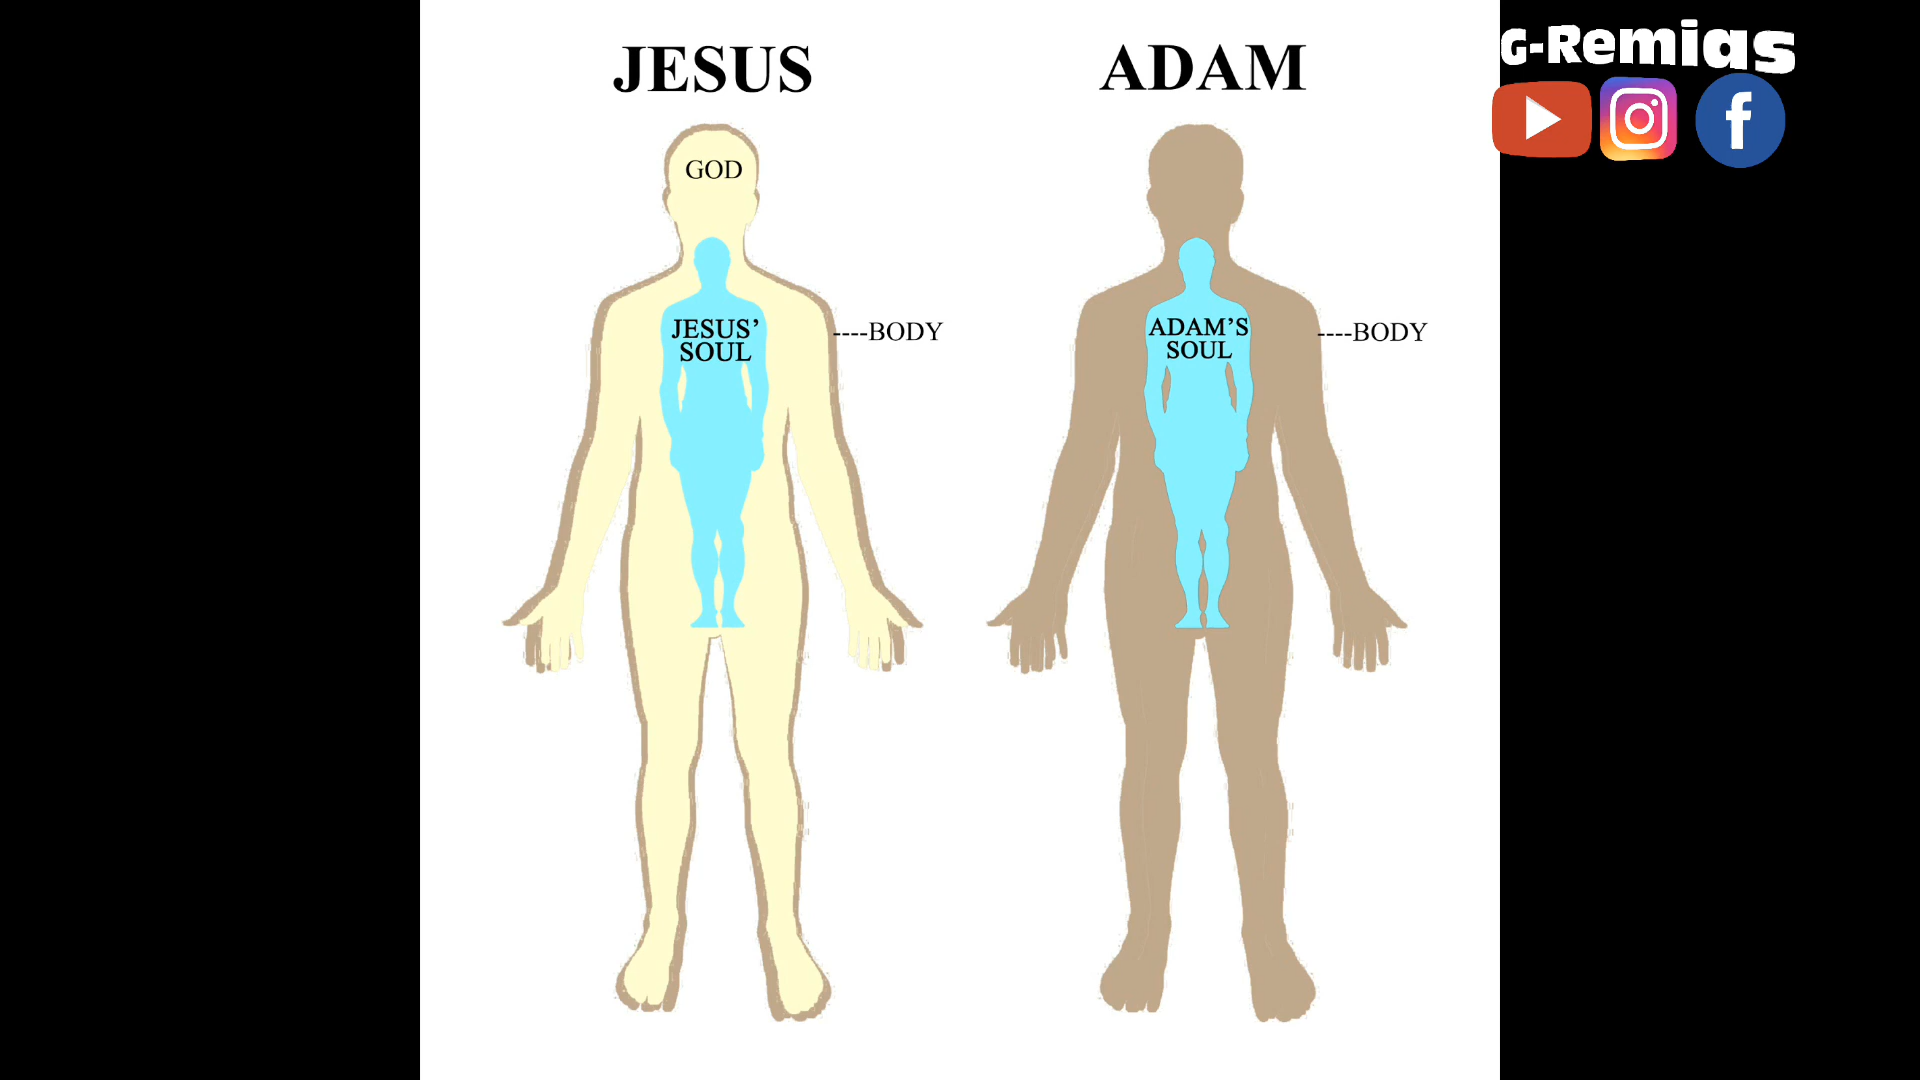 JESUS
ADAM
G-Remias
GOD
JESUS’
SOUL
----BODY
ADAM’S
SOUL
----BODY